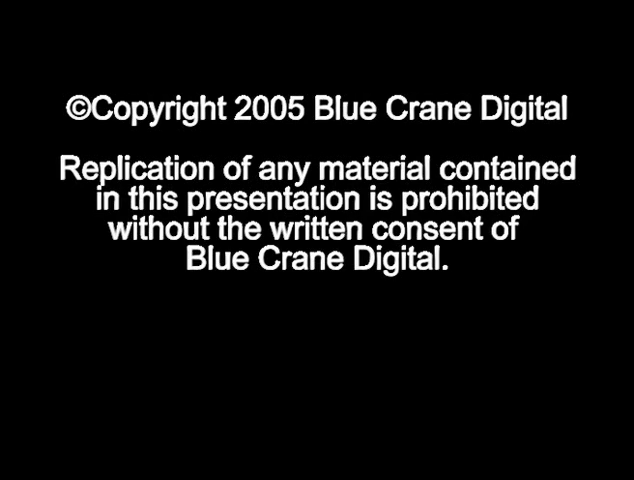 ©Copyright 2005 Blue Crane Digital
Replication of any material contained
in this presentation is prohibited
without the written consent of
Blue Crane Digital.